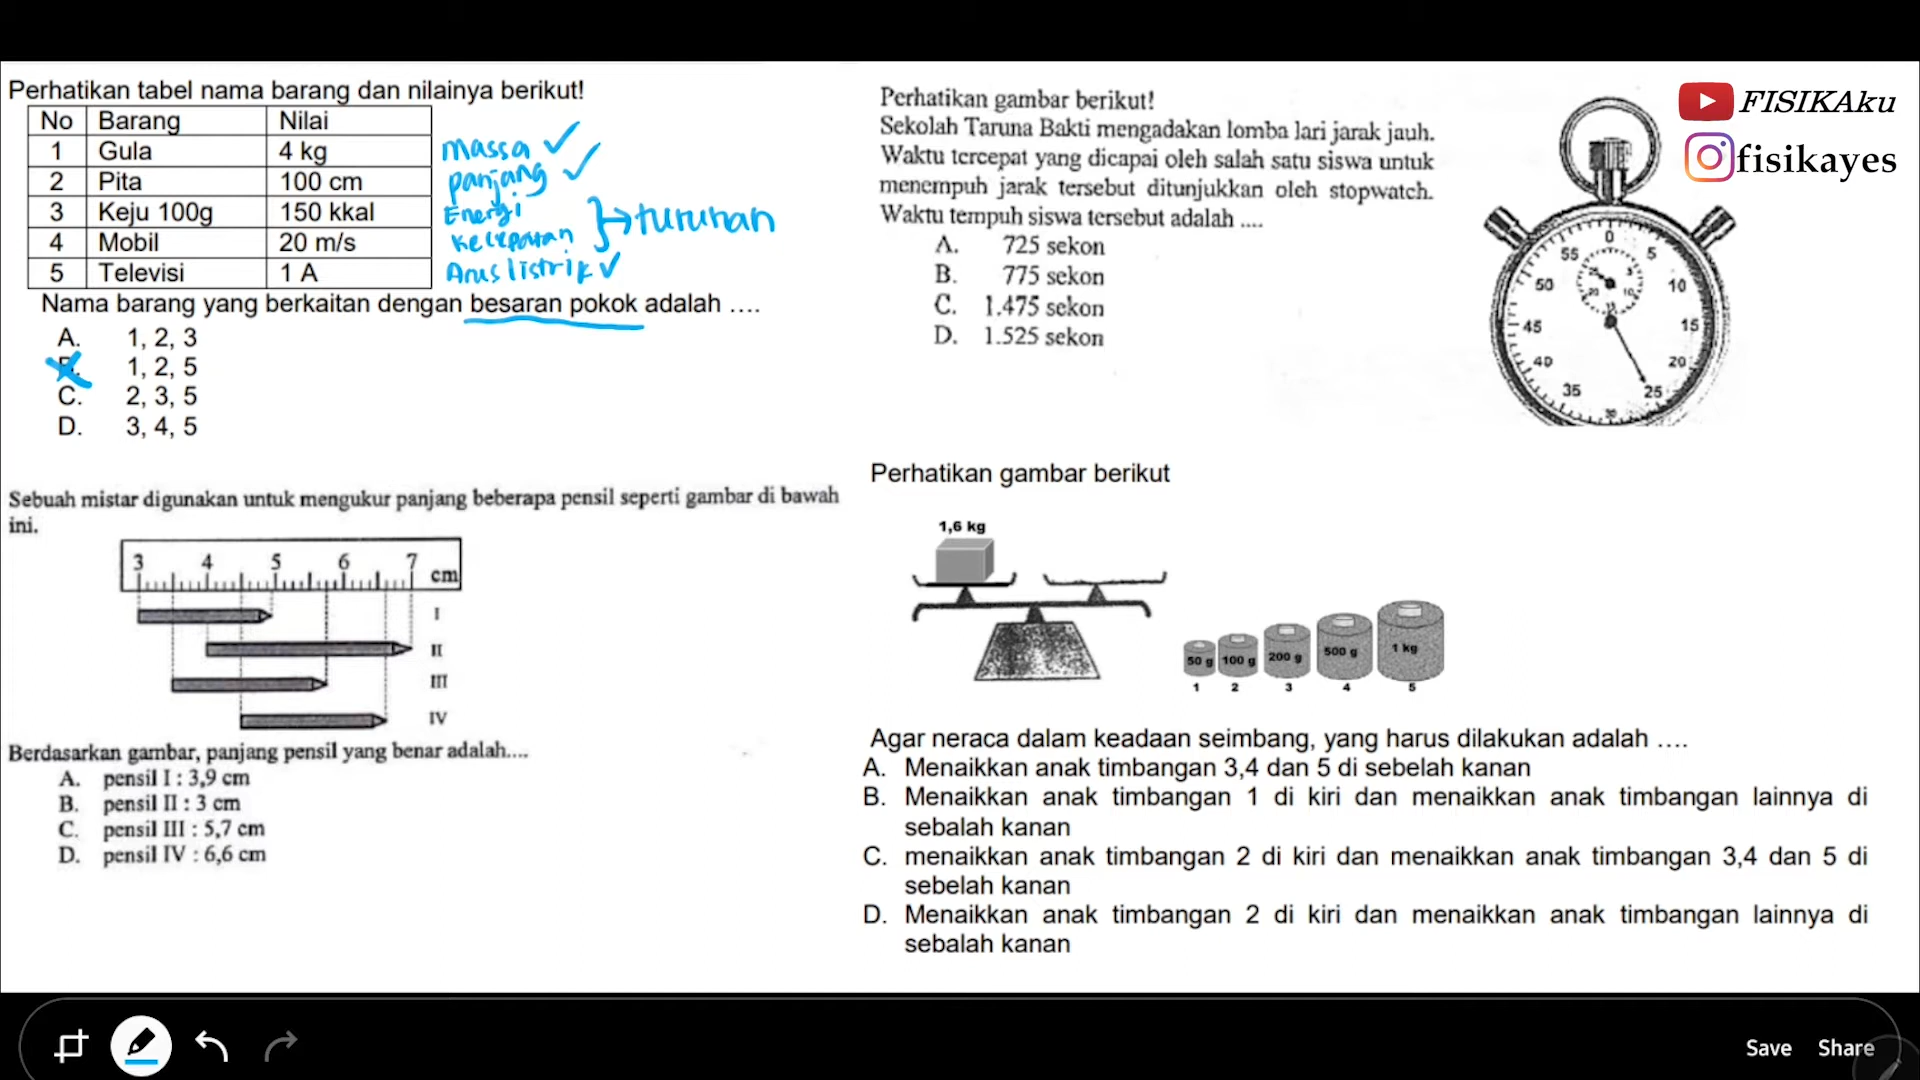 Perhatikan tabel nama barang dan nilainya berikut!
No Barang Nilai
1 Gula 4 kg
2 Pita 100 cm
3 Keju 100g 150 kkal
4 Mobil 20 m/s
5 Televisi 1 A
massa
panjang
Energi
kecepatan
turunan
Arus listrik
Nama barang yang berkaitan dengan besaran pokok adalah ....
A. 1, 2, 3
1, 2, 5
C. 2, 3, 5
D. 3, 4, 5
Sebuah mistar digunakan untuk mengukur panjang beberapa pensil seperti gambar di bawah
ini.
3 4 5 6 7
cm
I
II
III
IV
Berdasarkan gambar, panjang pensil yang benar adalah....
A. pensil I : 3,9 cm
B. pensil II : 3 cm
C. pensil III : 5,7 cm
D. pensil IV : 6,6 cm
Perhatikan gambar berikut!
Sekolah Taruna Bakti mengadakan lomba lari jarak jauh.
Waktu tercepat yang dicapai oleh salah satu siswa untuk
menempuh jarak tersebut ditunjukkan oleh stopwatch.
Waktu tempuh siswa tersebut adalah ....
A. 725 sekon
B. 775 sekon
C. 1.475 sekon
D. 1.525 sekon
FISIKAku
fisikayes
0
55 5
50 10
45 15
40 20
35 25
30
Perhatikan gambar berikut
1,6 kg
50 g 100 g 200 g 500 g 1 kg
1 2 3 4 5
Agar neraca dalam keadaan seimbang, yang harus dilakukan adalah ....
A. Menaikkan anak timbangan 3,4 dan 5 di sebelah kanan
B. Menaikkan anak timbangan 1 di kiri dan menaikkan anak timbangan lainnya di
sebalah kanan
C. menaikkan anak timbangan 2 di kiri dan menaikkan anak timbangan 3,4 dan 5 di
sebelah kanan
D. Menaikkan anak timbangan 2 di kiri dan menaikkan anak timbangan lainnya di
sebalah kanan
Save Share